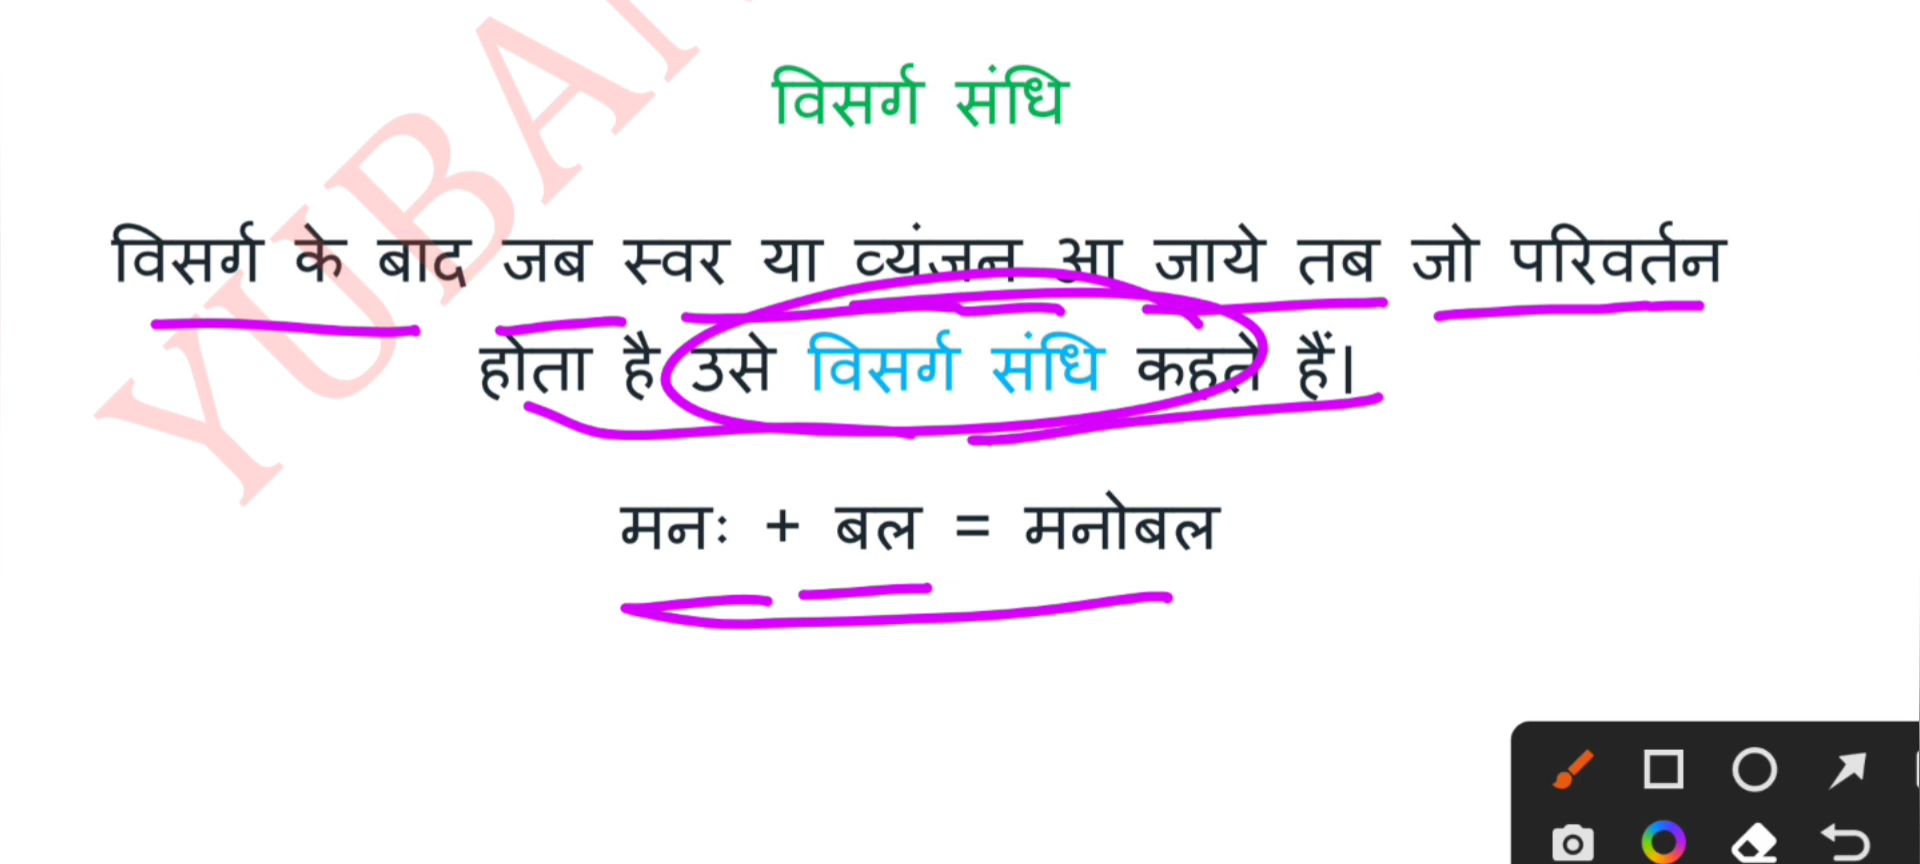 विसर्ग संधि
विसर्ग के बाद जब स्वर या व्यंजन आ जाये तब जो परिवर्तन
होता है उसे विसर्ग संधि कहते हैं।
मनः + बल = मनोबल